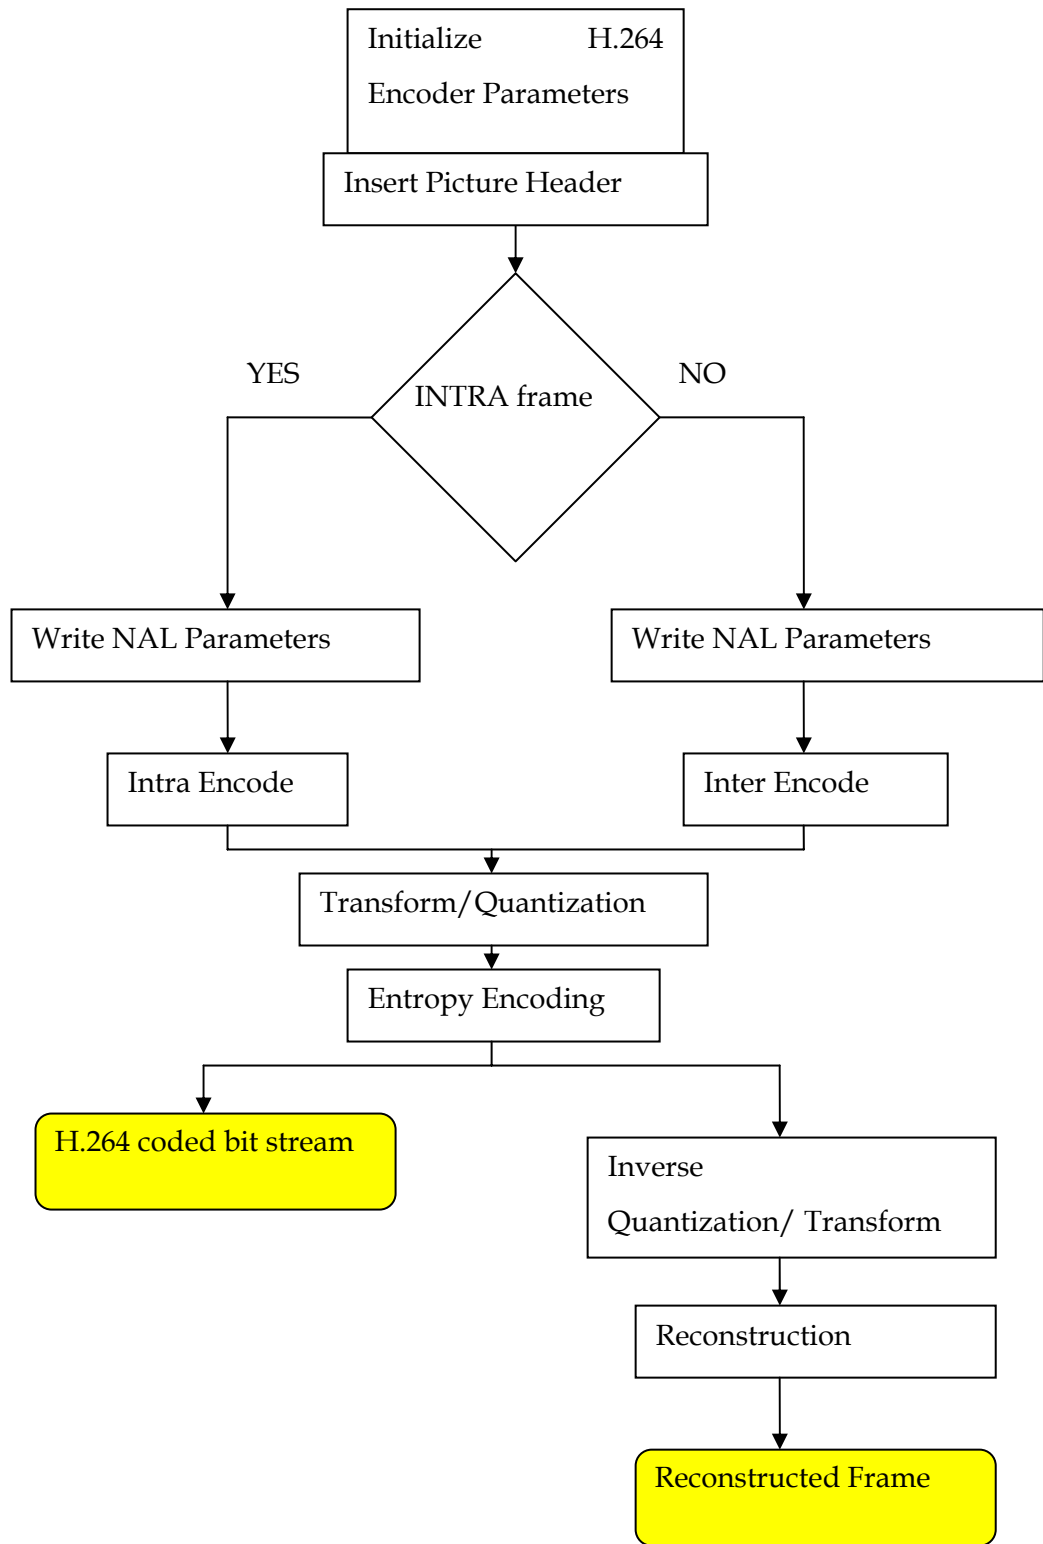 Initialize H.264
Encoder Parameters
Insert Picture Header
YES
NO
INTRA frame
Write NAL Parameters
Write NAL Parameters
Intra Encode
Inter Encode
Transform/Quantization
Entropy Encoding
H.264 coded bit stream
Inverse
Quantization/ Transform
Reconstruction
Reconstructed Frame